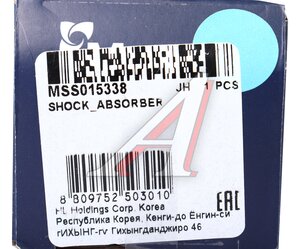 MSS015338
JH 1 PCS
SHOCK_ABSORBER
8 809752 503010
HL Holdings Corp. Korea
Республика Корея, Кенги-до Енгин-си
гИХЫНГ-rv Гихынгданджиро 46
EAC